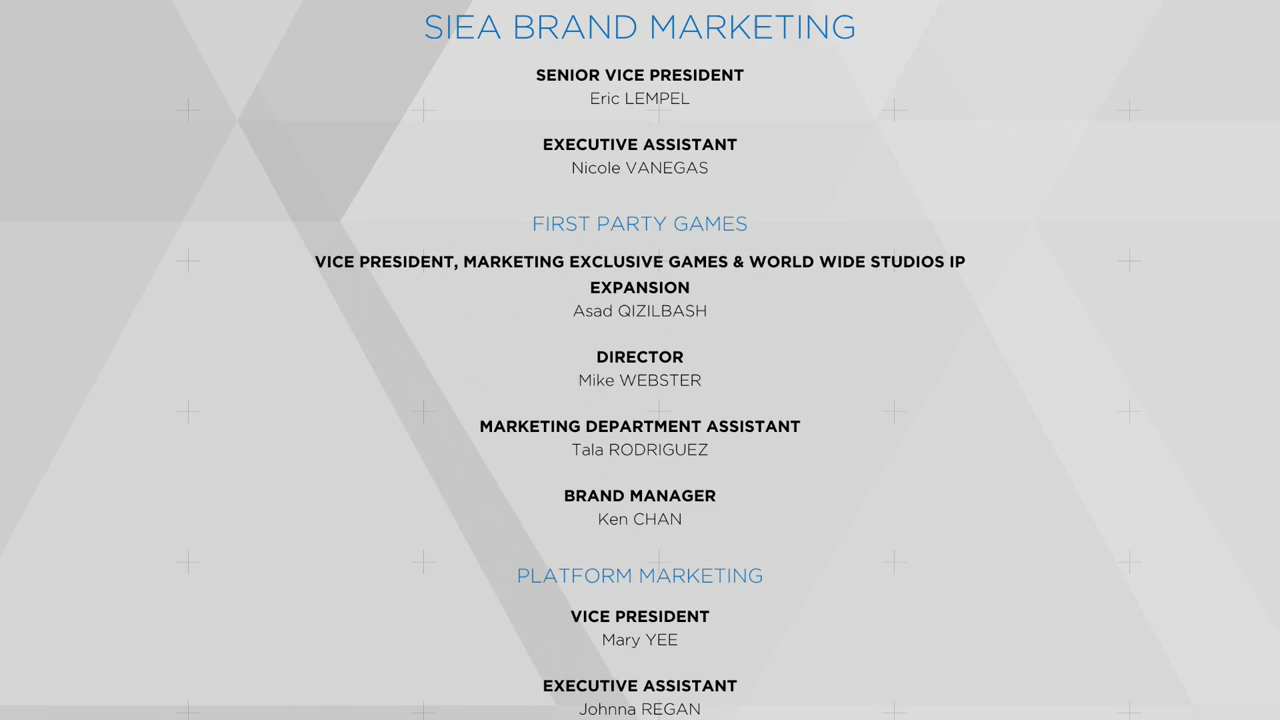 SIEA BRAND MARKETING
SENIOR VICE PRESIDENT
Eric LEMPEL
EXECUTIVE ASSISTANT
Nicole VANEGAS
FIRST PARTY GAMES
VICE PRESIDENT, MARKETING EXCLUSIVE GAMES & WORLD WIDE STUDIOS IP
EXPANSION
Asad QIZILBASH
DIRECTOR
Mike WEBSTER
MARKETING DEPARTMENT ASSISTANT
Tala RODRIGUEZ
BRAND MANAGER
Ken CHAN
PLATFORM MARKETING
VICE PRESIDENT
Mary YEE
EXECUTIVE ASSISTANT
Johnna REGAN